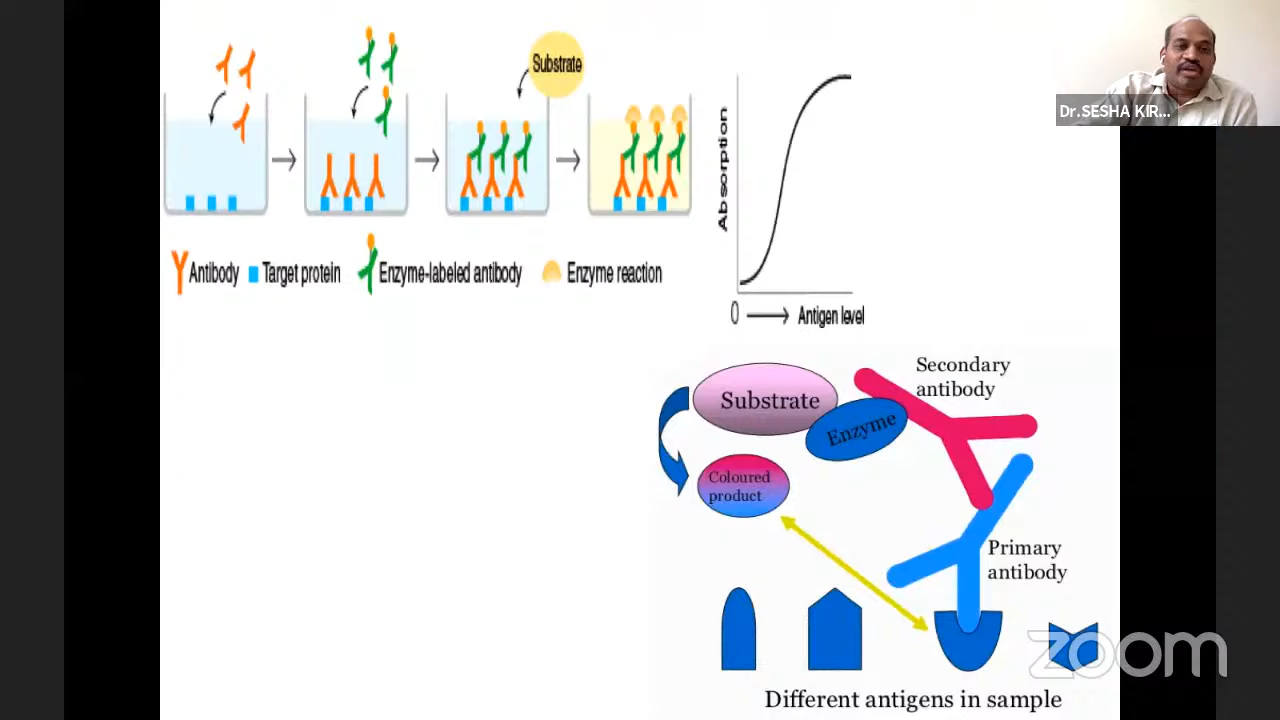 Substrate
Dr.SESHA KIR...
Absorption
Antibody
Target protein
Enzyme-labeled antibody
Enzyme reaction
0
Antigen level
Secondary
antibody
Substrate
Enzyme
Coloured
product
Primary
antibody
zoom
Different antigens in sample